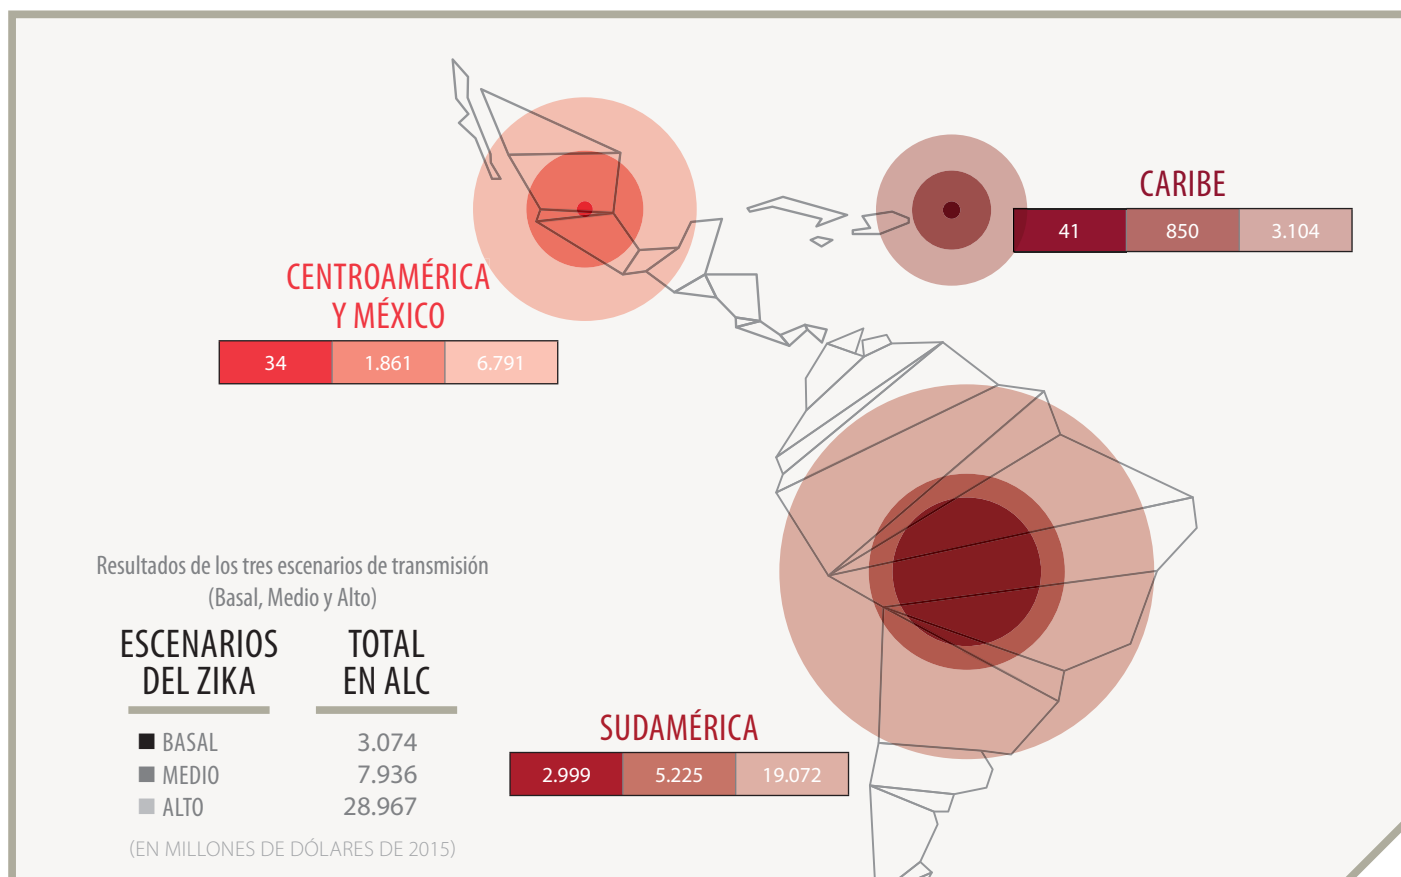 CARIBE
41 850 3.104
CENTROAMÉRICA
Y MÉXICO
34 1.861 6.791
Resultados de los tres escenarios de transmisión
(Basal, Medio y Alto)
ESCENARIOS
DEL ZIKA
TOTAL
EN ALC
BASAL 3.074
MEDIO 7.936
ALTO 28.967
(EN MILLONES DE DÓLARES DE 2015)
SUDAMÉRICA
2.999 5.225 19.072